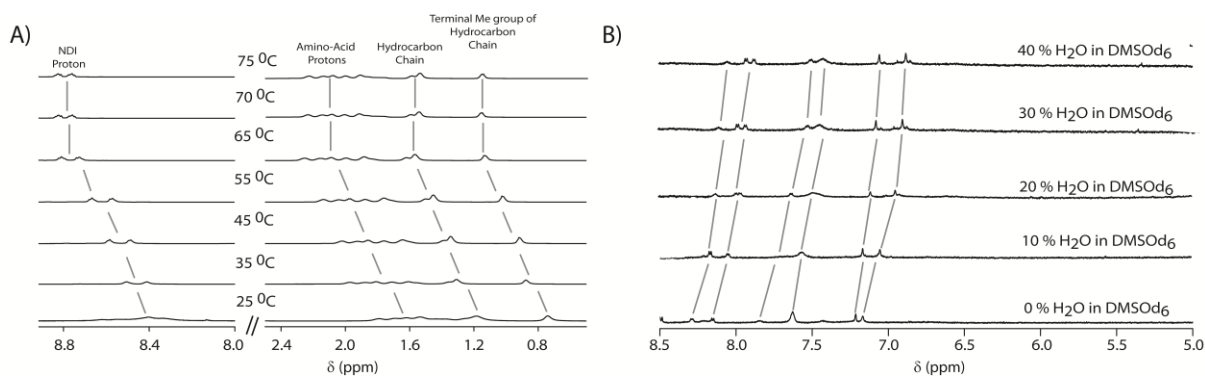 A)
NDI
Proton
Amino-Acid
Protons
Hydrocarbon
Chain
Terminal Me group of
Hydrocarbon
Chain
75 ⁰C
70 ⁰C
65 ⁰C
55 ⁰C
45 ⁰C
35 ⁰C
25 ⁰C
8.8 8.4 8.0 // 2.4 2.0 1.6 1.2 0.8
δ (ppm)
B)
40 % H2O in DMSOd₆
30 % H2O in DMSOd₆
20 % H2O in DMSOd₆
10 % H2O in DMSOd₆
0 % H2O in DMSOd₆
8.5 8.0 7.5 7.0 6.5 6.0 5.5 5.0
δ (ppm)